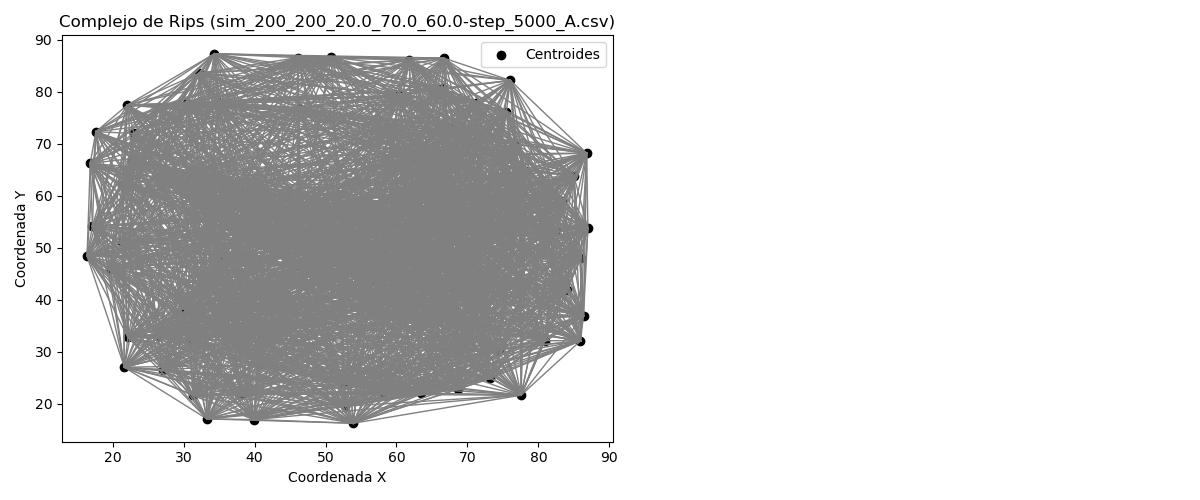 Complejo de Rips (sim_200_200_20.0_70.0_60.0-step_5000_A.csv)
Centroides
90
80
70
60
50
40
30
20
Coordenada Y
20 30 40 50 60 70 80 90
Coordenada X